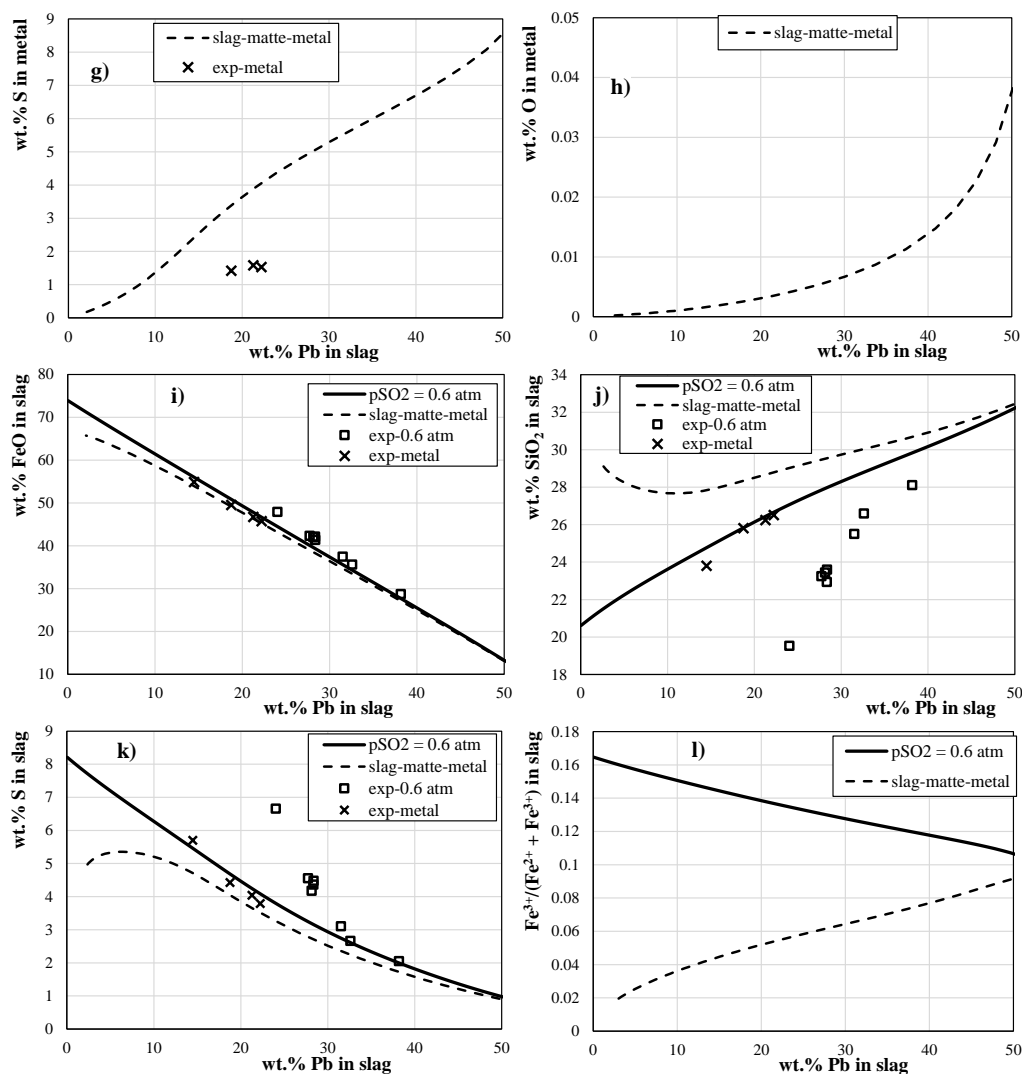 g)
slag-matte-metal
exp-metal
wt.% S in metal
9
8
7
6
5
4
3
2
1
0
0 10 20 30 40 50
wt.% Pb in slag
h)
slag-matte-metal
wt.% O in metal
0.05
0.04
0.03
0.02
0.01
0
0 10 20 30 40 50
wt.% Pb in slag
i)
pSO2 = 0.6 atm
slag-matte-metal
exp-0.6 atm
exp-metal
wt.% FeO in slag
80
70
60
50
40
30
20
10
0 10 20 30 40 50
wt.% Pb in slag
j)
pSO2 = 0.6 atm
slag-matte-metal
exp-0.6 atm
exp-metal
wt.% SiO₂ in slag
34
32
30
28
26
24
22
20
18
0 10 20 30 40 50
wt.% Pb in slag
k)
pSO2 = 0.6 atm
slag-matte-metal
exp-0.6 atm
exp-metal
wt.% S in slag
9
8
7
6
5
4
3
2
1
0
0 10 20 30 40 50
wt.% Pb in slag
l)
pSO2 = 0.6 atm
slag-matte-metal
Fe³⁺/(Fe²⁺ + Fe³⁺) in slag
0.18
0.16
0.14
0.12
0.1
0.08
0.06
0.04
0.02
0
0 10 20 30 40 50
wt.% Pb in slag